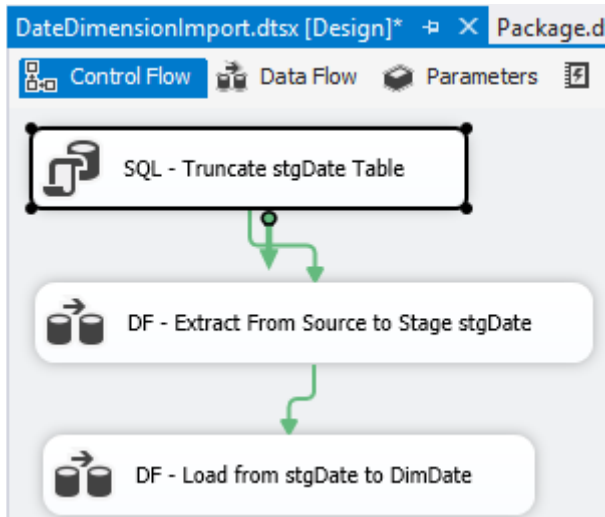 DateDimensionImport.dtsx [Design]* Package.d
Control Flow Data Flow Parameters
SQL - Truncate stgDate Table
DF - Extract From Source to Stage stgDate
DF - Load from stgDate to DimDate